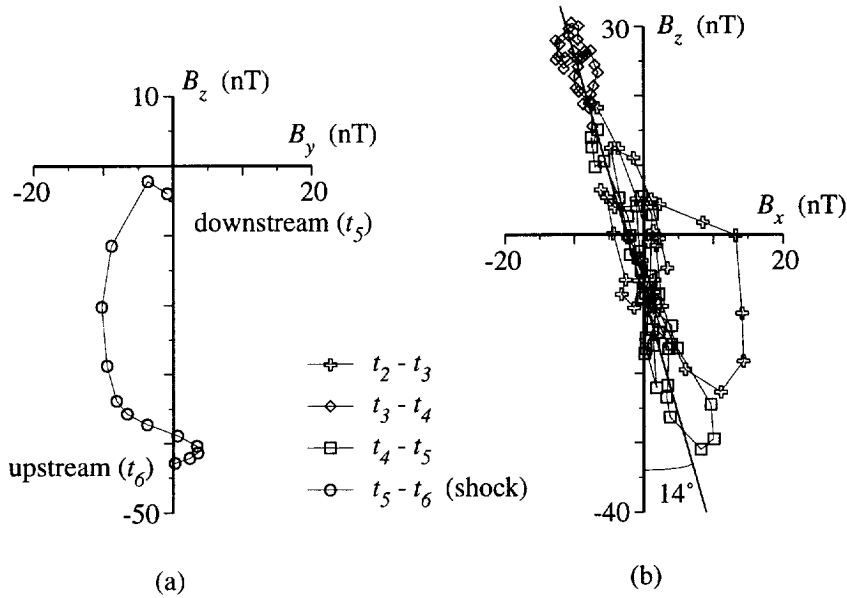 10
B_z (nT)
B_y (nT)
-20
20
downstream (t_5)
upstream (t_6)
-50
(a)
t_2 - t_3
t_3 - t_4
t_4 - t_5
t_5 - t_6 (shock)
30
B_z (nT)
B_x (nT)
-20
20
14°
-40
(b)